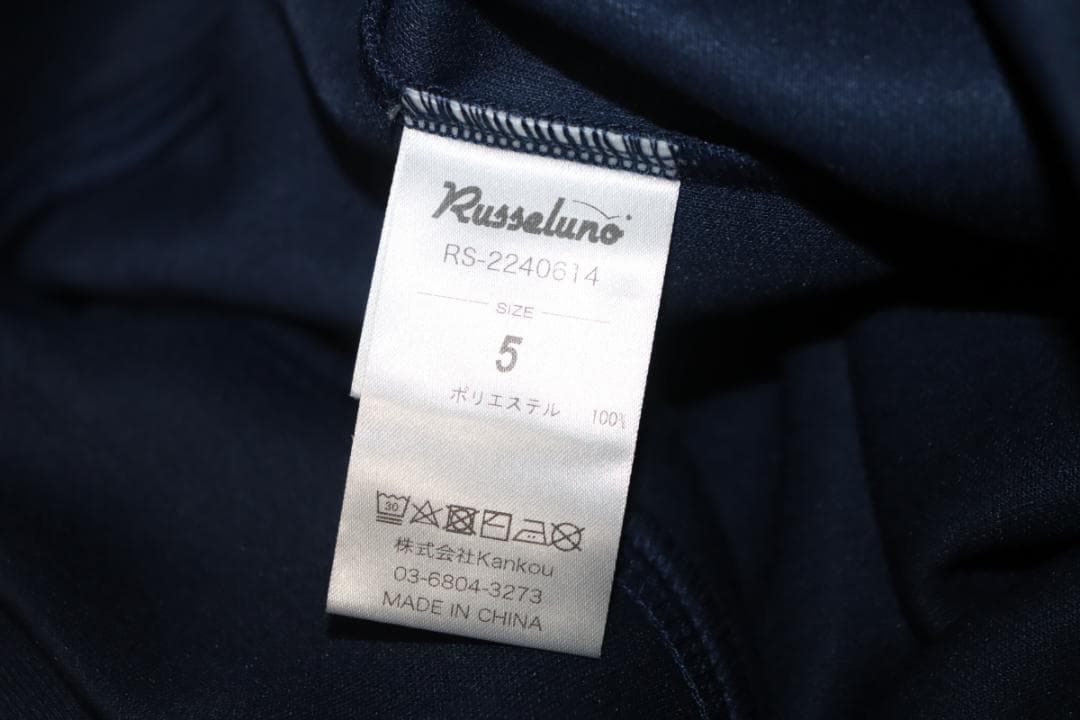 Russeluno
RS-2240614
SIZE
5
ポリエステル 100%
30
株式会社Kankou
03-6804-3273
MADE IN CHINA